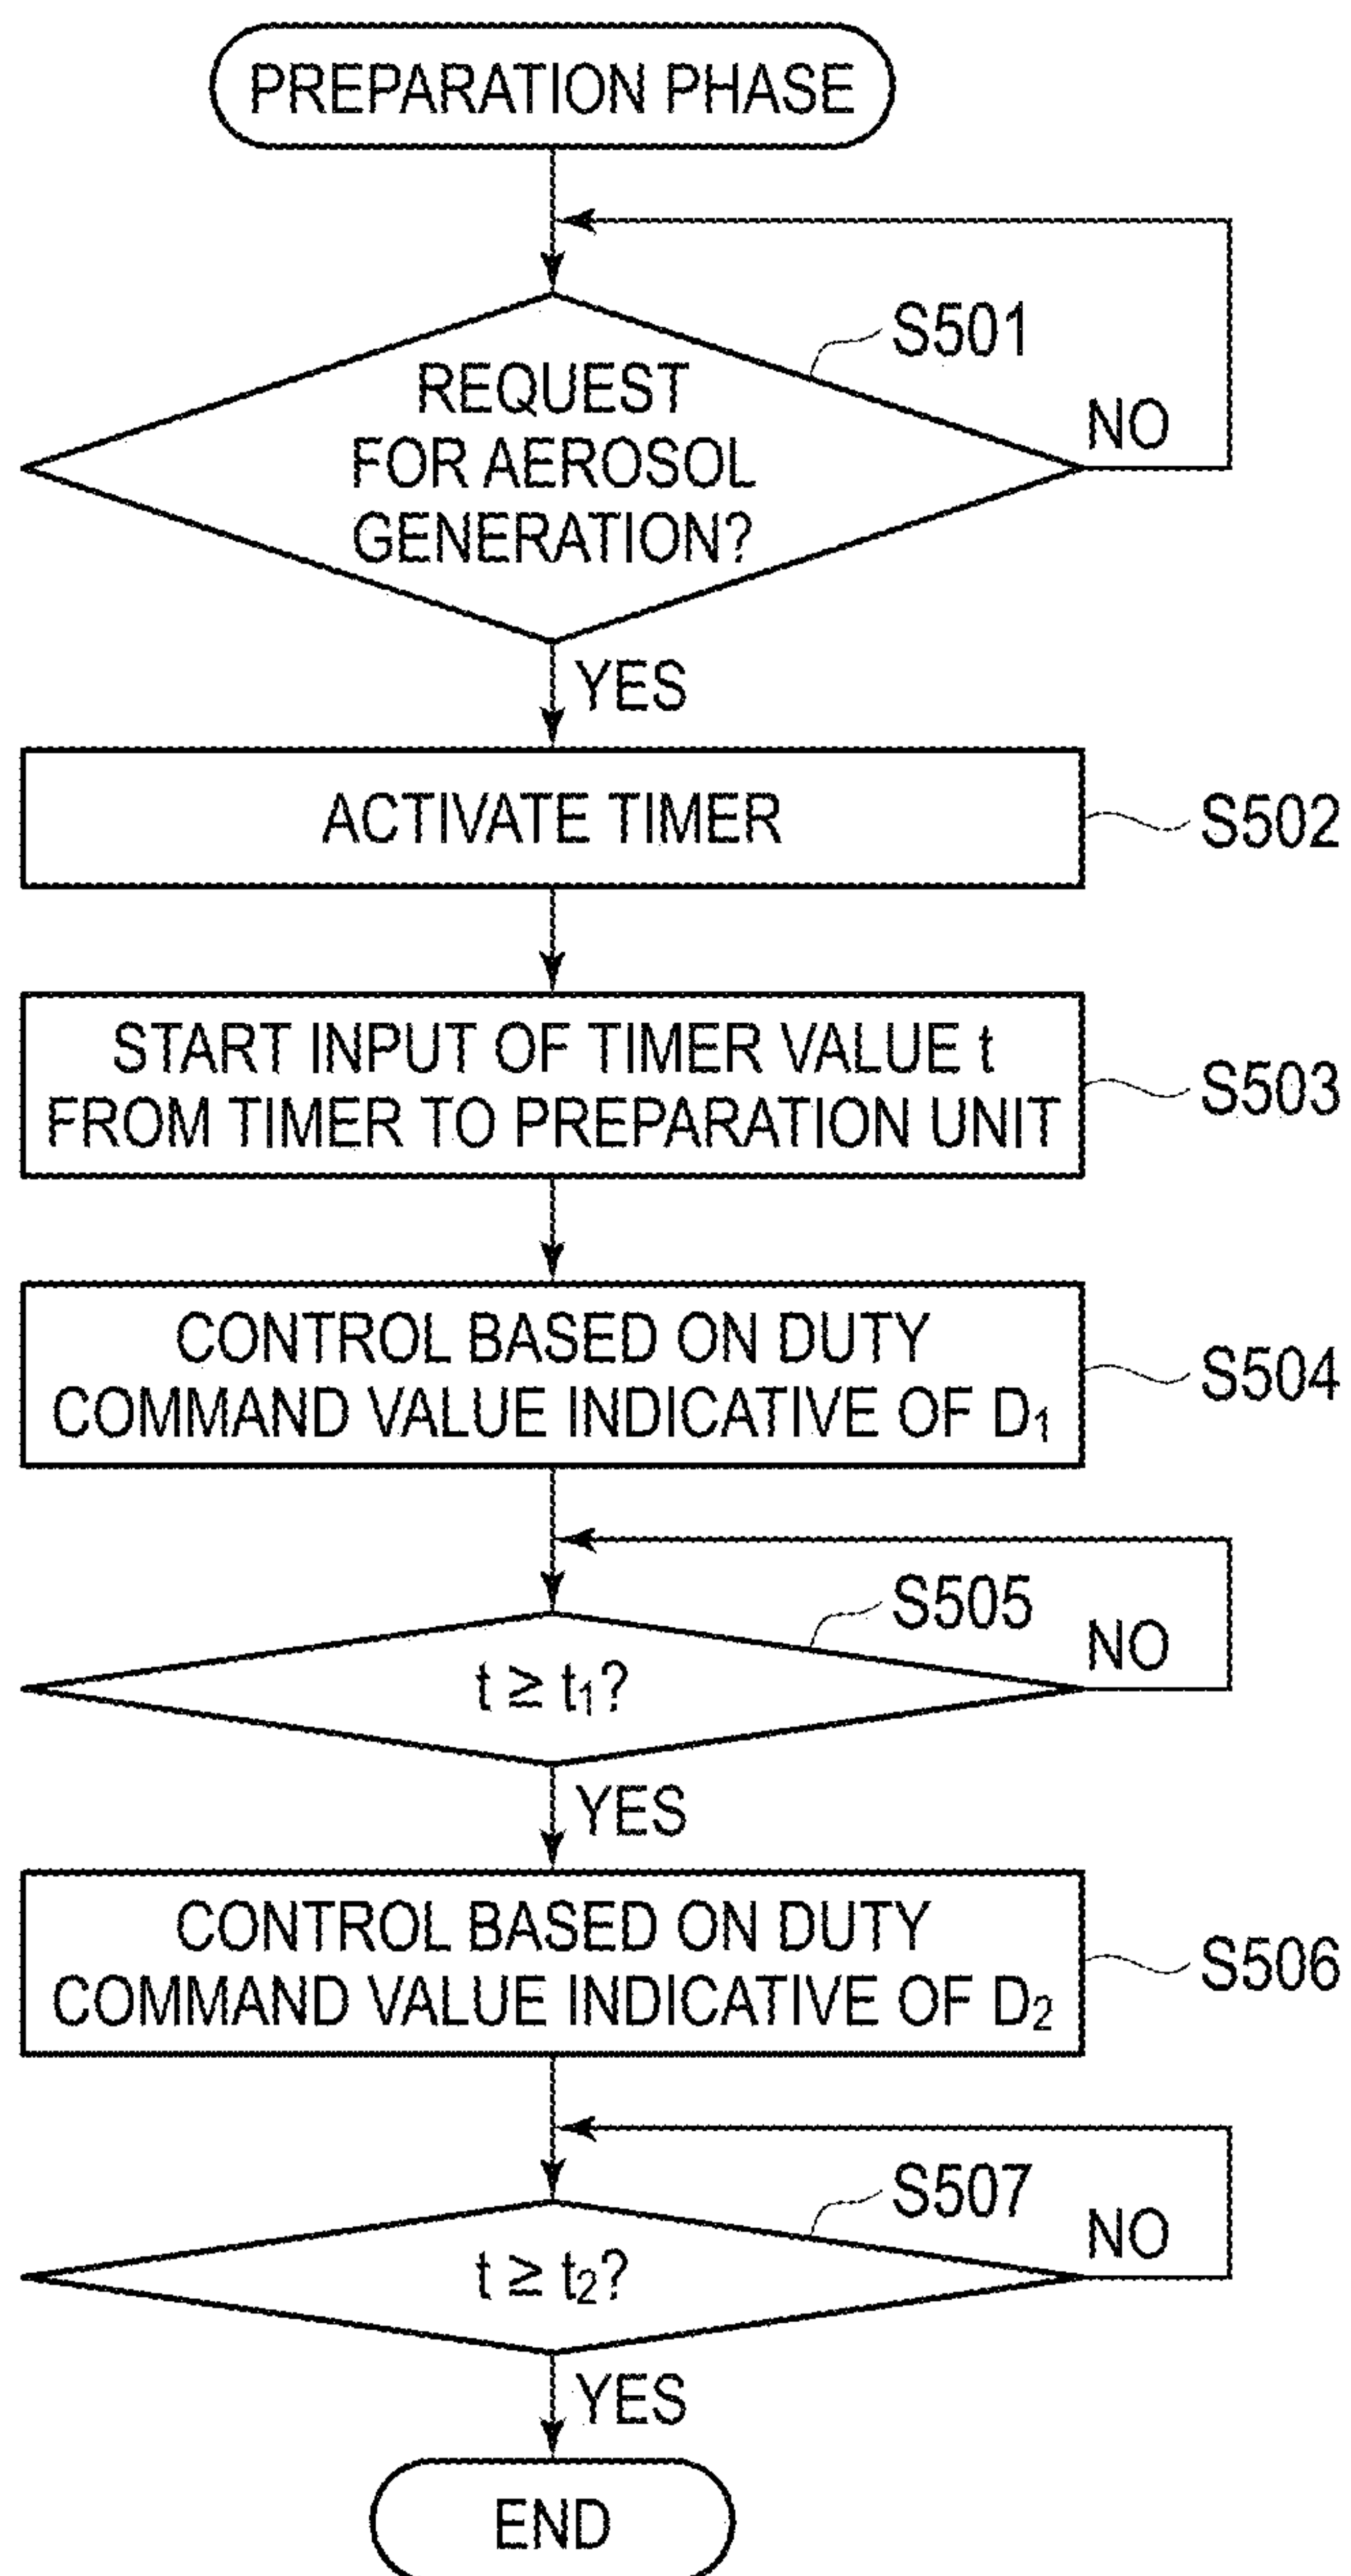 PREPARATION PHASE
S501
REQUEST
FOR AEROSOL
GENERATION?
NO
YES
ACTIVATE TIMER
S502
START INPUT OF TIMER VALUE t
FROM TIMER TO PREPARATION UNIT
S503
CONTROL BASED ON DUTY
COMMAND VALUE INDICATIVE OF D₁
S504
S505
NO
t ≥ t₁?
YES
CONTROL BASED ON DUTY
COMMAND VALUE INDICATIVE OF D₂
S506
S507
NO
t ≥ t₂?
YES
END